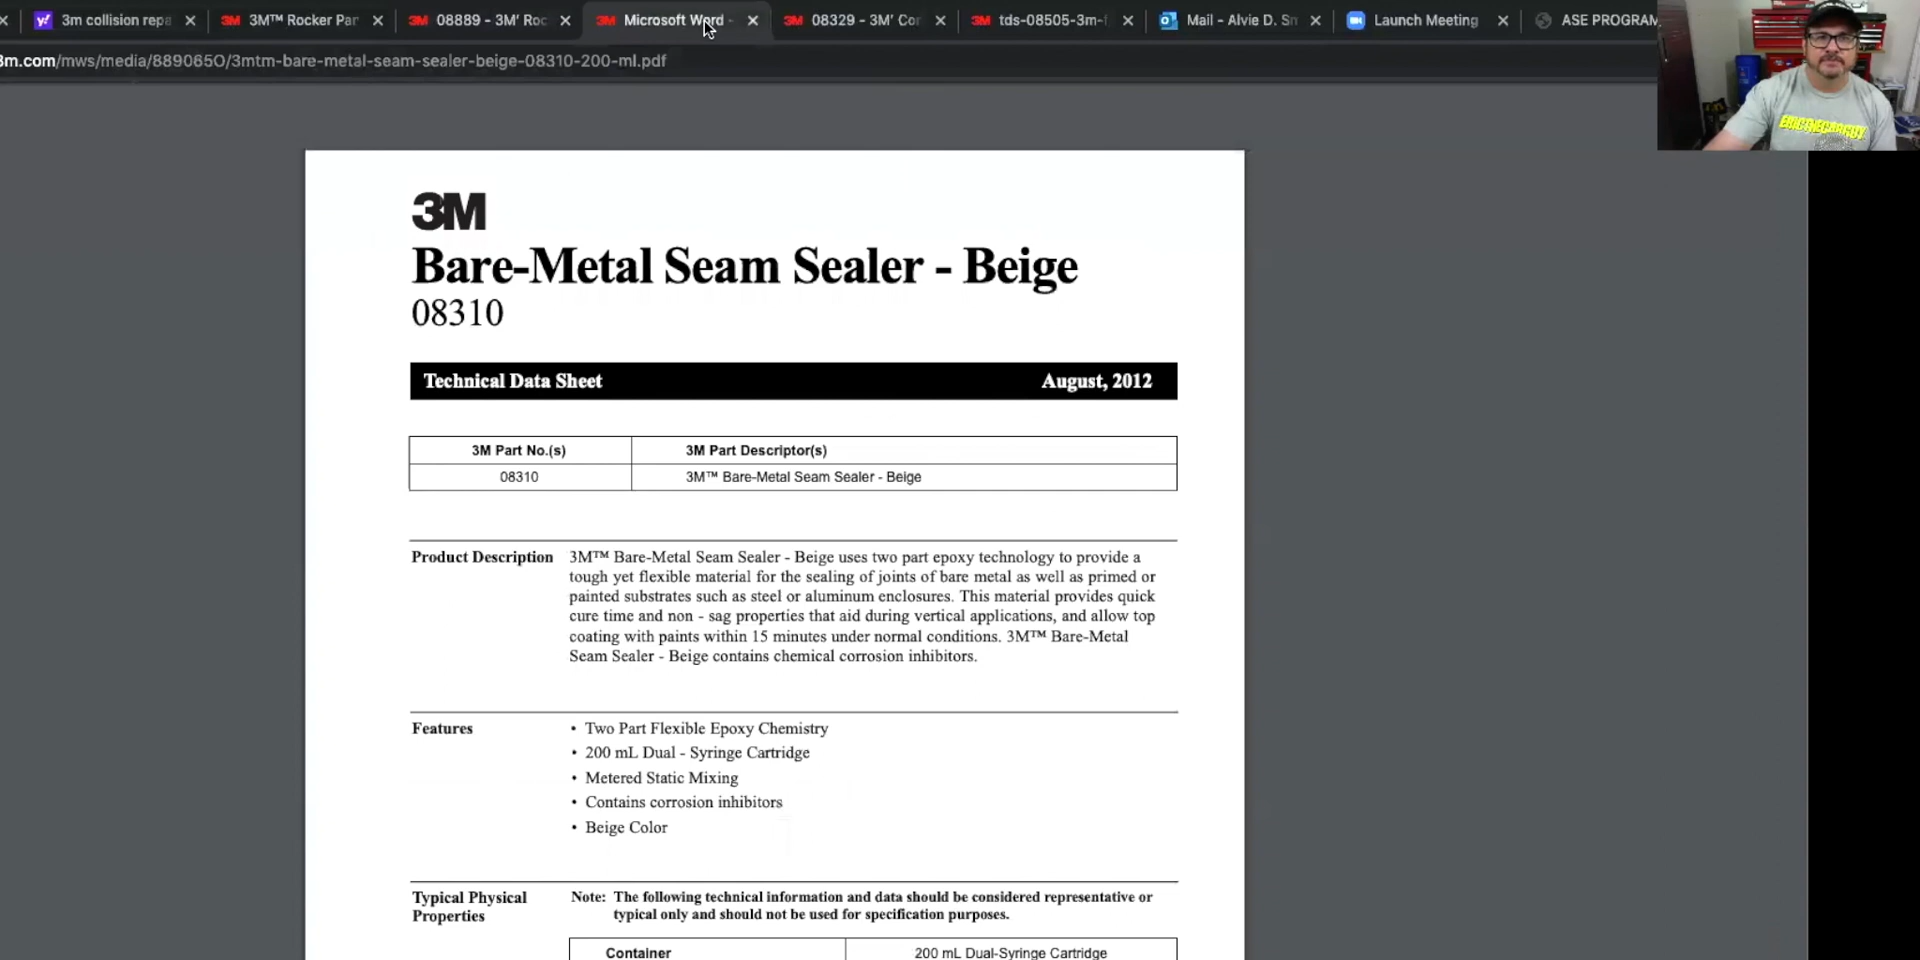 3m collision repa
3M™ Rocker Par
08889 - 3M' Roc
Microsoft Word -
08329 - 3M' Cor
tds-08505-3m-
Mail - Alvie D. Sn
Launch Meeting
ASE PROGRAM
3m.com/mws/media/889065O/3mtm-bare-metal-seam-sealer-beige-08310-200-ml.pdf
ERICTHECARGUY
3M
Bare-Metal Seam Sealer - Beige
08310
Technical Data Sheet August, 2012
3M Part No.(s) 3M Part Descriptor(s)
08310 3M™ Bare-Metal Seam Sealer - Beige
Product Description 3M™ Bare-Metal Seam Sealer - Beige uses two part epoxy technology to provide a
tough yet flexible material for the sealing of joints of bare metal as well as primed or
painted substrates such as steel or aluminum enclosures. This material provides quick
cure time and non - sag properties that aid during vertical applications, and allow top
coating with paints within 15 minutes under normal conditions. 3M™ Bare-Metal
Seam Sealer - Beige contains chemical corrosion inhibitors.
Features • Two Part Flexible Epoxy Chemistry
• 200 mL Dual - Syringe Cartridge
• Metered Static Mixing
• Contains corrosion inhibitors
• Beige Color
Typical Physical Note: The following technical information and data should be considered representative or
Properties typical only and should not be used for specification purposes.
Container 200 mL Dual-Syringe Cartridge